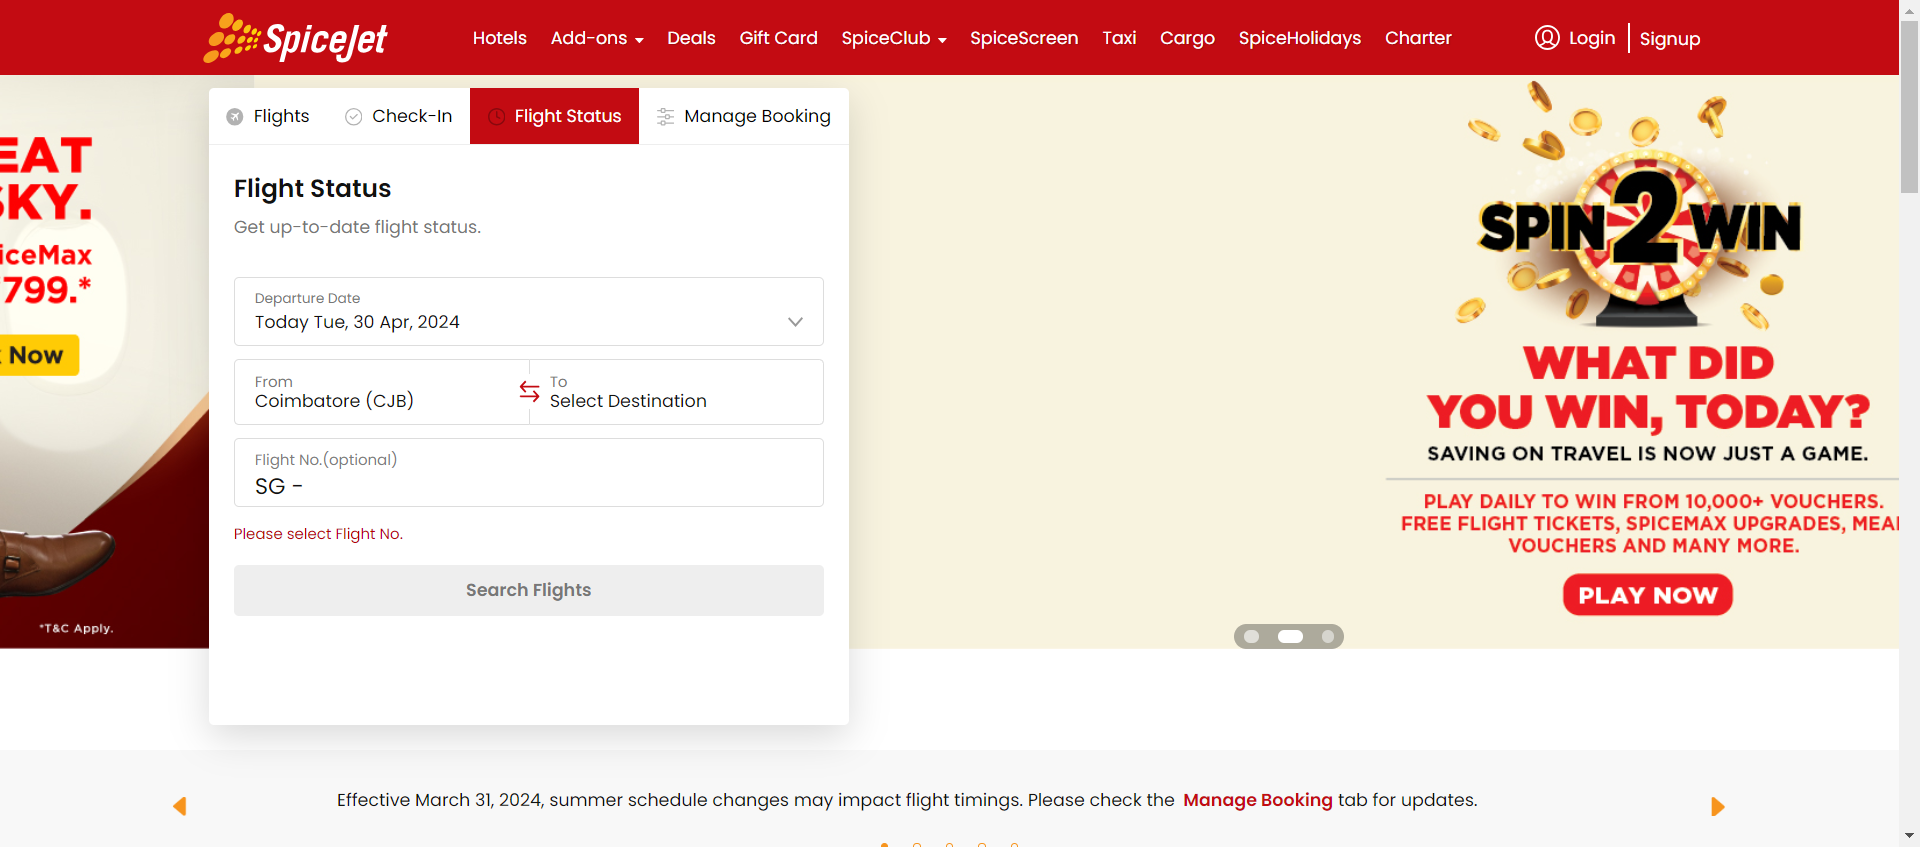 SpiceJet
Hotels Add-ons Deals Gift Card SpiceClub SpiceScreen Taxi Cargo SpiceHolidays Charter Login Signup
Flights Check-In Flight Status Manage Booking
Flight Status
Get up-to-date flight status.
Departure Date
Today Tue, 30 Apr, 2024
From
Coimbatore (CJB)
To
Select Destination
Flight No.(optional)
SG -
Please select Flight No.
Search Flights
EAT
SKY.
iceMax
799.*
Now
*T&C Apply.
SPIN 2 WIN
WHAT DID
YOU WIN, TODAY?
SAVING ON TRAVEL IS NOW JUST A GAME.
PLAY DAILY TO WIN FROM 10,000+ VOUCHERS.
FREE FLIGHT TICKETS, SPICEMAX UPGRADES, MEAL
VOUCHERS AND MANY MORE.
PLAY NOW
Effective March 31, 2024, summer schedule changes may impact flight timings. Please check the Manage Booking tab for updates.